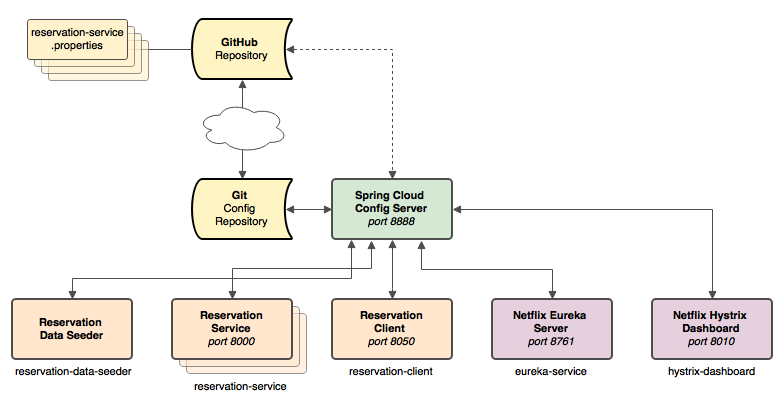 reservation-service
.properties
GitHub
Repository
Git
Config
Repository
Spring Cloud
Config Server
port 8888
Reservation
Data Seeder
Reservation
Service
port 8000
Reservation
Client
port 8050
Netflix Eureka
Server
port 8761
Netflix Hystrix
Dashboard
port 8010
reservation-data-seeder
reservation-service
reservation-client
eureka-service
hystrix-dashboard